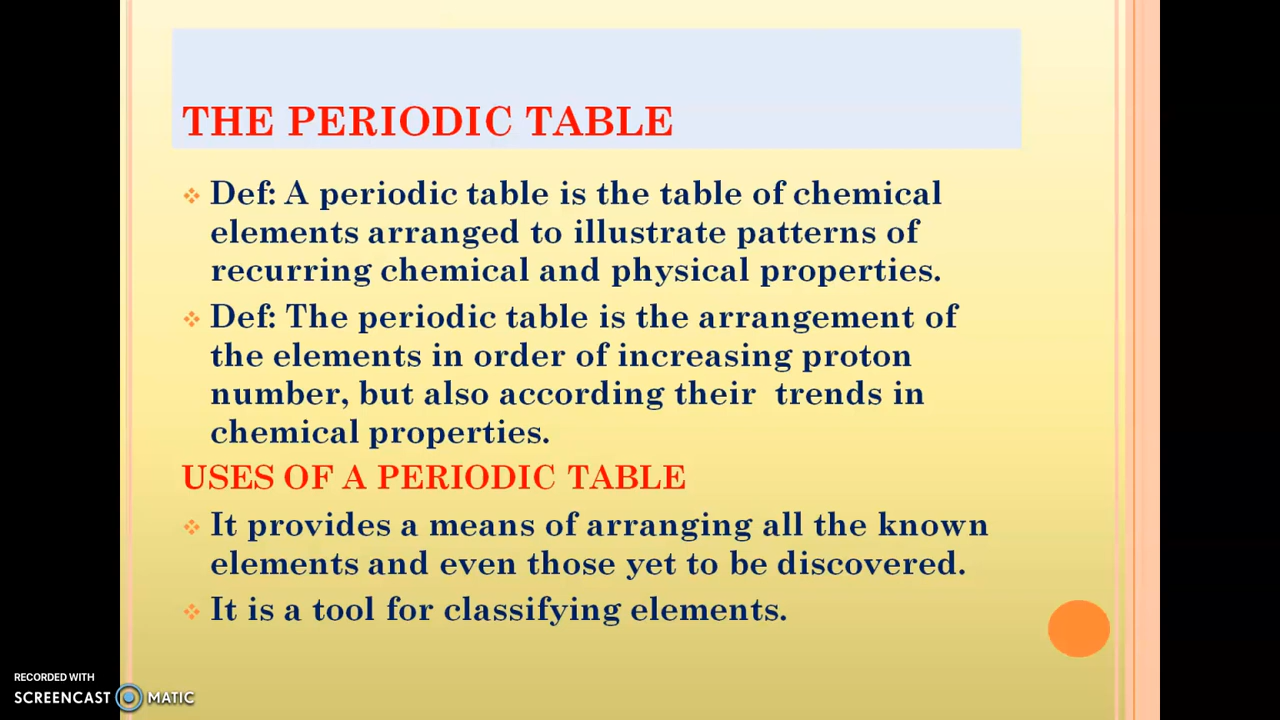 THE PERIODIC TABLE
Def: A periodic table is the table of chemical
elements arranged to illustrate patterns of
recurring chemical and physical properties.
Def: The periodic table is the arrangement of
the elements in order of increasing proton
number, but also according their  trends in
chemical properties.
USES OF A PERIODIC TABLE
It provides a means of arranging all the known
elements and even those yet to be discovered.
It is a tool for classifying elements.
RECORDED WITH
SCREENCAST MATIC